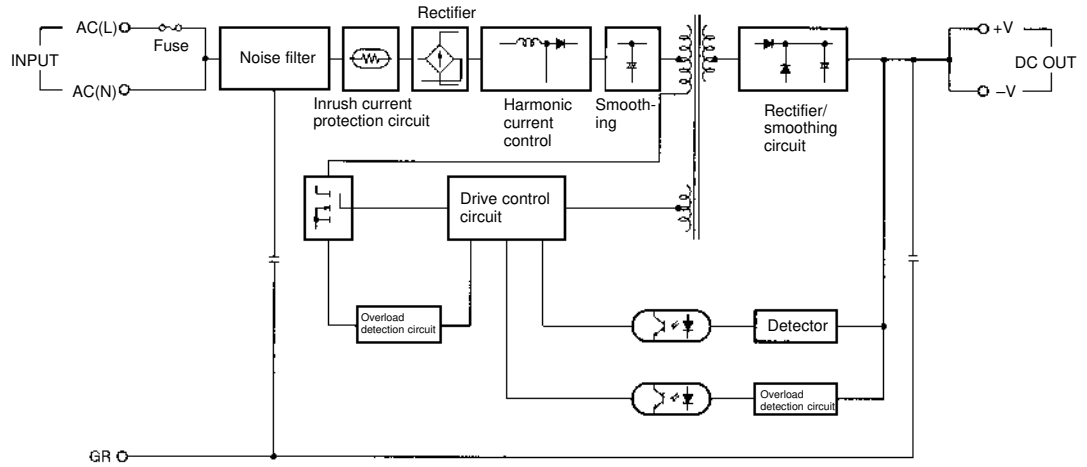 AC(L)
INPUT
AC(N)
Fuse
Noise filter
Inrush current
protection circuit
Rectifier
Harmonic
current
control
Smooth-
ing
Rectifier/
smoothing
circuit
+V
DC OUT
–V
Drive control
circuit
Overload
detection circuit
Detector
Overload
detection circuit
GR